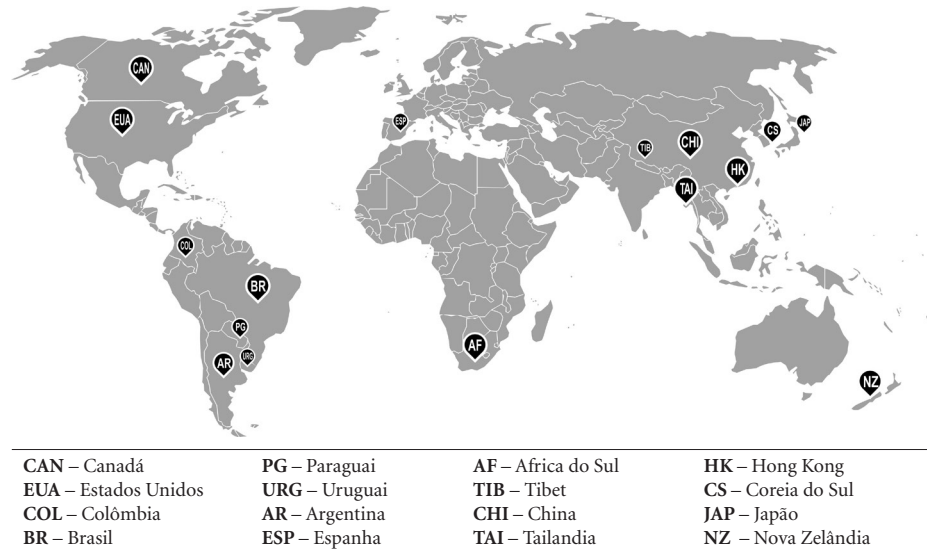 CAN
EUA
ESP
JAP
CS
CHI
TIB
HK
TAI
COL
BR
PG
AF
URG
AR
NZ
CAN – Canadá PG – Paraguai AF – Africa do Sul HK – Hong Kong
EUA – Estados Unidos URG – Uruguai TIB – Tibet CS – Coreia do Sul
COL – Colômbia AR – Argentina CHI – China JAP – Japão
BR – Brasil ESP – Espanha TAI – Tailandia NZ – Nova Zelândia